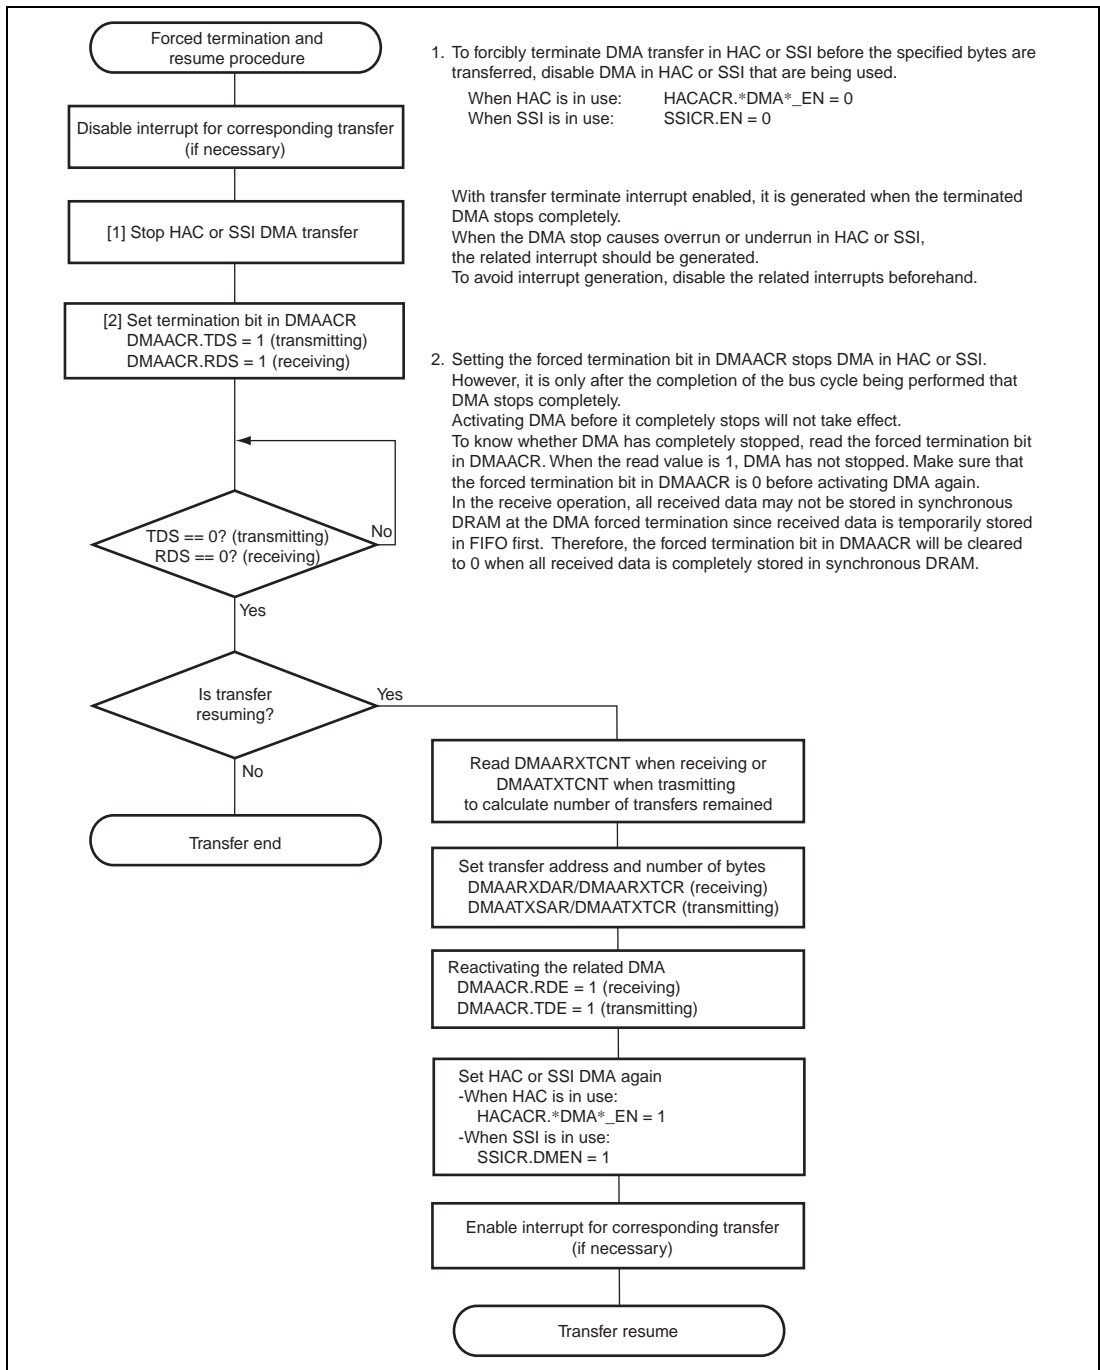 Forced termination and
resume procedure
Disable interrupt for corresponding transfer
(if necessary)
[1] Stop HAC or SSI DMA transfer
[2] Set termination bit in DMAACR
DMAACR.TDS = 1 (transmitting)
DMAACR.RDS = 1 (receiving)
TDS == 0? (transmitting)
RDS == 0? (receiving)
No
Yes
Is transfer
resuming?
Yes
No
Transfer end
1. To forcibly terminate DMA transfer in HAC or SSI before the specified bytes are
transferred, disable DMA in HAC or SSI that are being used.
When HAC is in use: HACACR.*DMA*_EN = 0
When SSI is in use: SSICR.EN = 0
With transfer terminate interrupt enabled, it is generated when the terminated
DMA stops completely.
When the DMA stop causes overrun or underrun in HAC or SSI,
the related interrupt should be generated.
To avoid interrupt generation, disable the related interrupts beforehand.
2. Setting the forced termination bit in DMAACR stops DMA in HAC or SSI.
However, it is only after the completion of the bus cycle being performed that
DMA stops completely.
Activating DMA before it completely stops will not take effect.
To know whether DMA has completely stopped, read the forced termination bit
in DMAACR. When the read value is 1, DMA has not stopped. Make sure that
the forced termination bit in DMAACR is 0 before activating DMA again.
In the receive operation, all received data may not be stored in synchronous
DRAM at the DMA forced termination since received data is temporarily stored
in FIFO first. Therefore, the forced termination bit in DMAACR will be cleared
to 0 when all received data is completely stored in synchronous DRAM.
Read DMAARXTCNT when receiving or
DMAATXTCNT when trasmitting
to calculate number of transfers remained
Set transfer address and number of bytes
DMAARXDAR/DMAARXTCR (receiving)
DMAATXSAR/DMAATXTCR (transmitting)
Reactivating the related DMA
DMAACR.RDE = 1 (receiving)
DMAACR.TDE = 1 (transmitting)
Set HAC or SSI DMA again
-When HAC is in use:
HACACR.*DMA*_EN = 1
-When SSI is in use:
SSICR.DMEN = 1
Enable interrupt for corresponding transfer
(if necessary)
Transfer resume